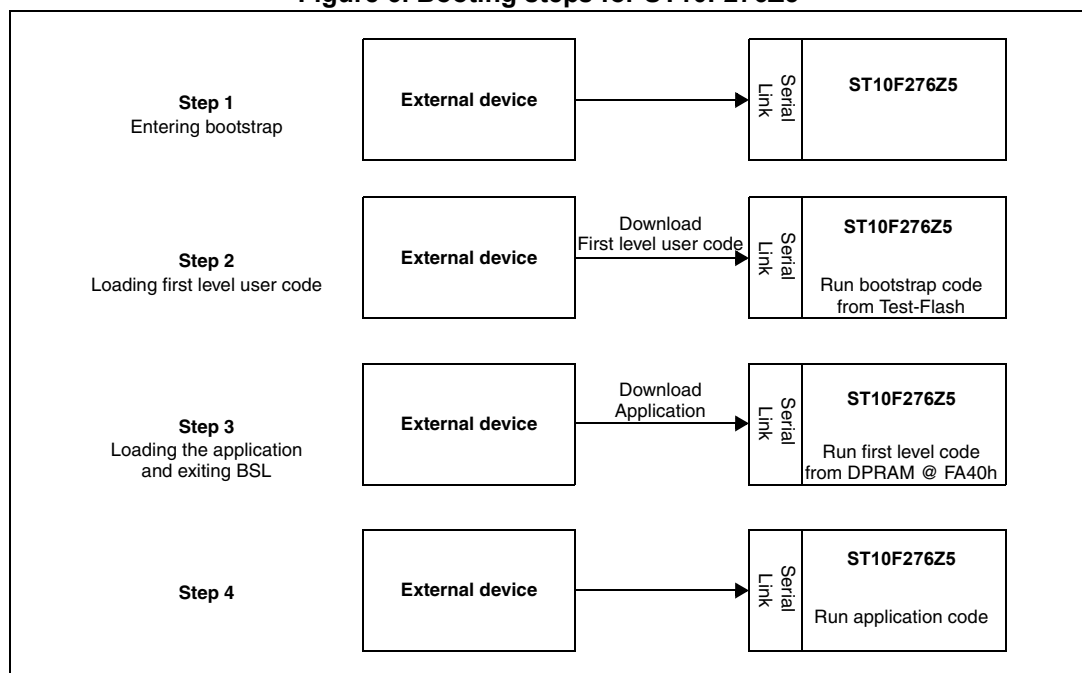 Step 1
Entering bootstrap
External device
Serial
Link
ST10F276Z5
Step 2
Loading first level user code
External device
Download
First level user code
Serial
Link
ST10F276Z5
Run bootstrap code
from Test-Flash
Step 3
Loading the application
and exiting BSL
External device
Download
Application
Serial
Link
ST10F276Z5
Run first level code
from DPRAM @ FA40h
Step 4
External device
Serial
Link
ST10F276Z5
Run application code